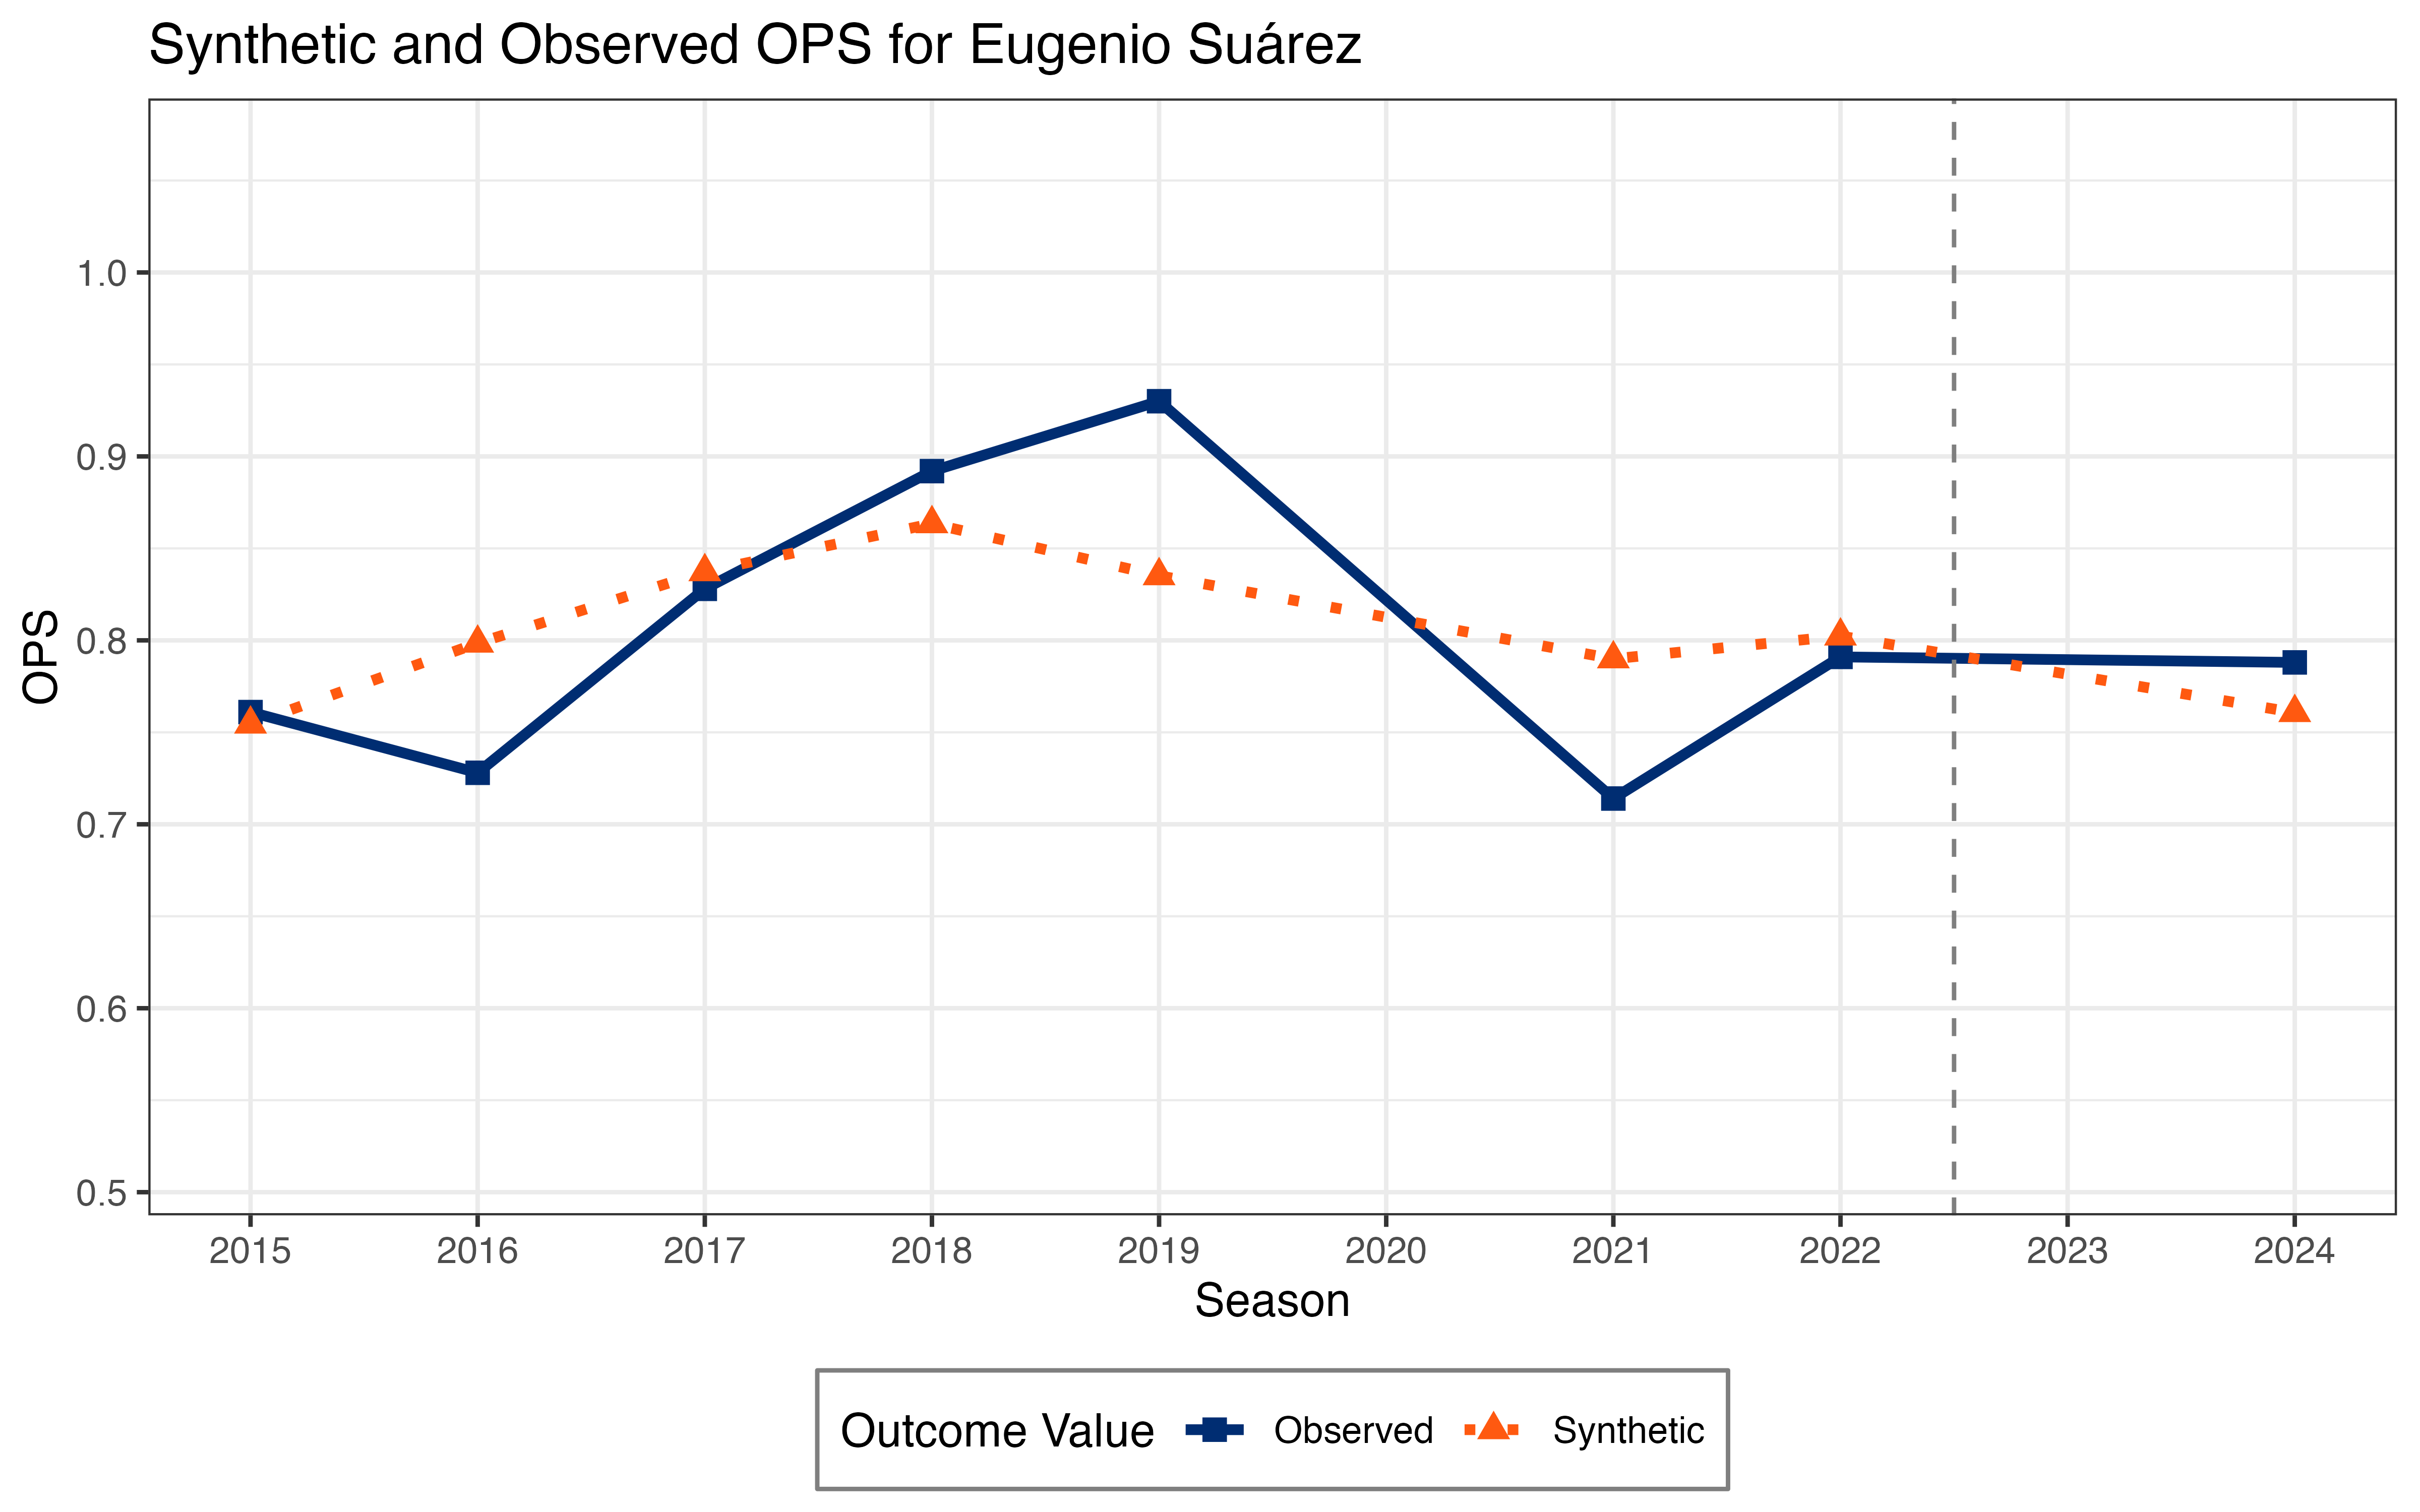 Synthetic and Observed OPS for Eugenio Suárez
OPS
1.0
0.9
0.8
0.7
0.6
0.5
2015 2016 2017 2018 2019 2020 2021 2022 2023 2024
Season
Outcome Value Observed Synthetic